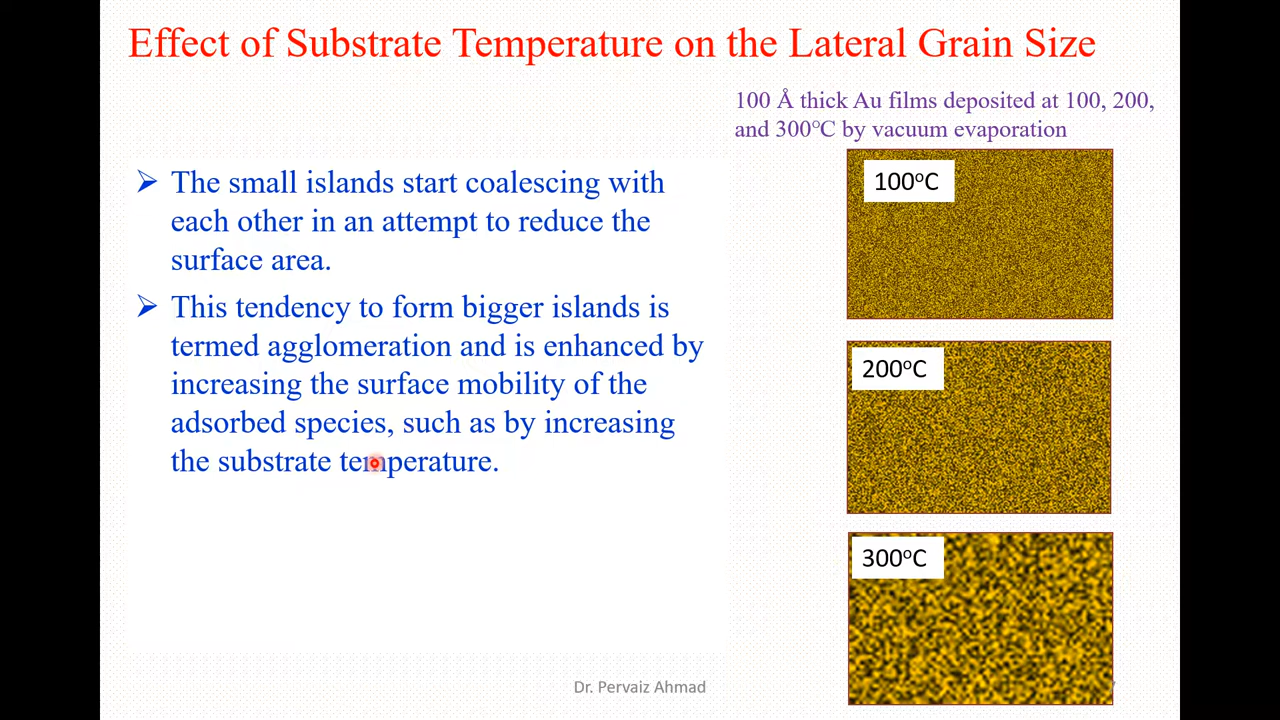 Effect of Substrate Temperature on the Lateral Grain Size
100 Å thick Au films deposited at 100, 200,
and 300°C by vacuum evaporation
➢ The small islands start coalescing with
each other in an attempt to reduce the
surface area.
➢ This tendency to form bigger islands is
termed agglomeration and is enhanced by
increasing the surface mobility of the
adsorbed species, such as by increasing
the substrate temperature.
100°C
200°C
300°C
Dr. Pervaiz Ahmad